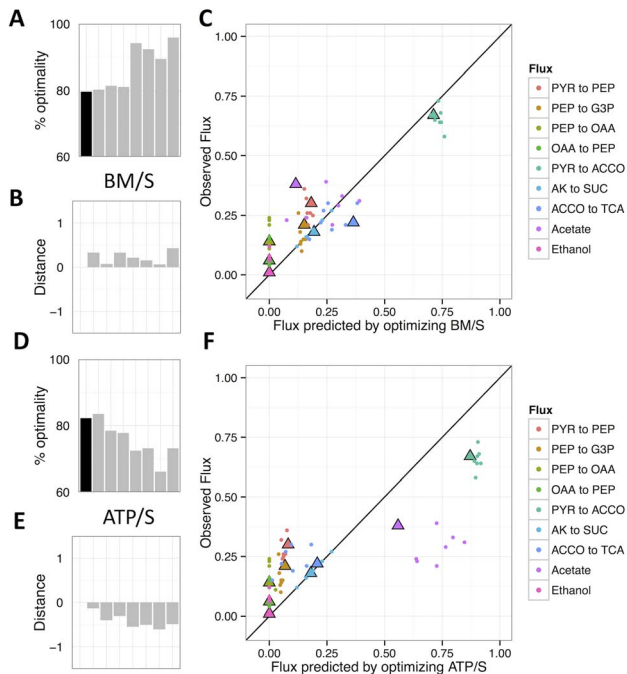 A
100
80
60
% optimality
BM/S
B
1
0
−1
Distance
C
1.00
0.75
0.50
0.25
0.00
Observed Flux
0.00 0.25 0.50 0.75 1.00
Flux predicted by optimizing BM/S
Flux
PYR to PEP
PEP to G3P
PEP to OAA
OAA to PEP
PYR to ACCO
AK to SUC
ACCO to TCA
Acetate
Ethanol
D
100
80
60
% optimality
ATP/S
E
1
0
−1
Distance
F
1.00
0.75
0.50
0.25
0.00
Observed Flux
0.00 0.25 0.50 0.75 1.00
Flux predicted by optimizing ATP/S
Flux
PYR to PEP
PEP to G3P
PEP to OAA
OAA to PEP
PYR to ACCO
AK to SUC
ACCO to TCA
Acetate
Ethanol